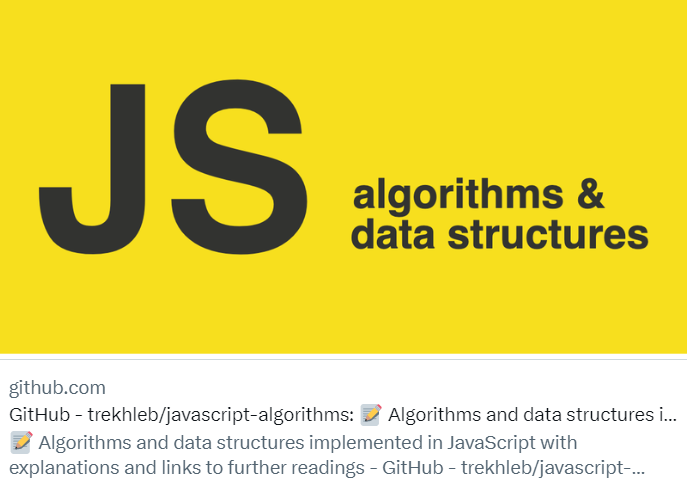 JS
algorithms &
data structures
github.com
GitHub - trekhleb/javascript-algorithms: 📝 Algorithms and data structures i...
📝 Algorithms and data structures implemented in JavaScript with
explanations and links to further readings - GitHub - trekhleb/javascript-...